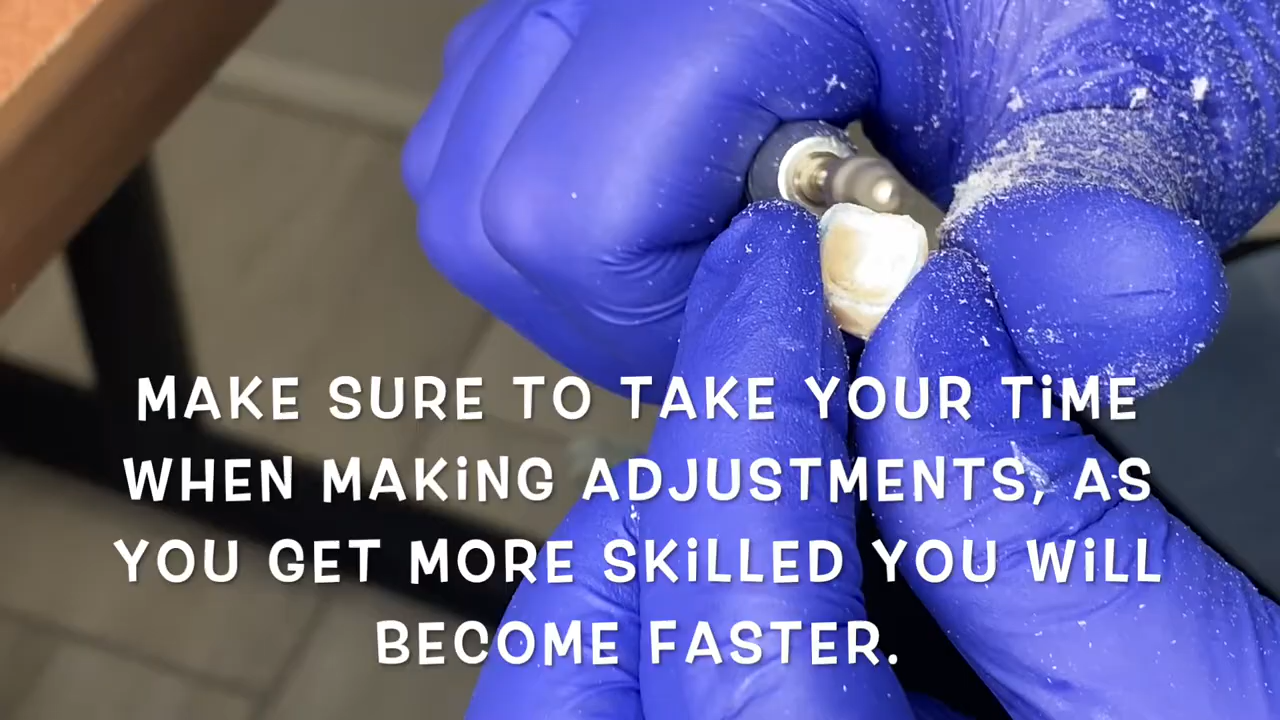 MAKE SURE TO TAKE YOUR TiME
WHEN MAKiNG ADJUSTMENTS, AS
YOU GET MORE SKiLLED YOU WiLL
BECOME FASTER.